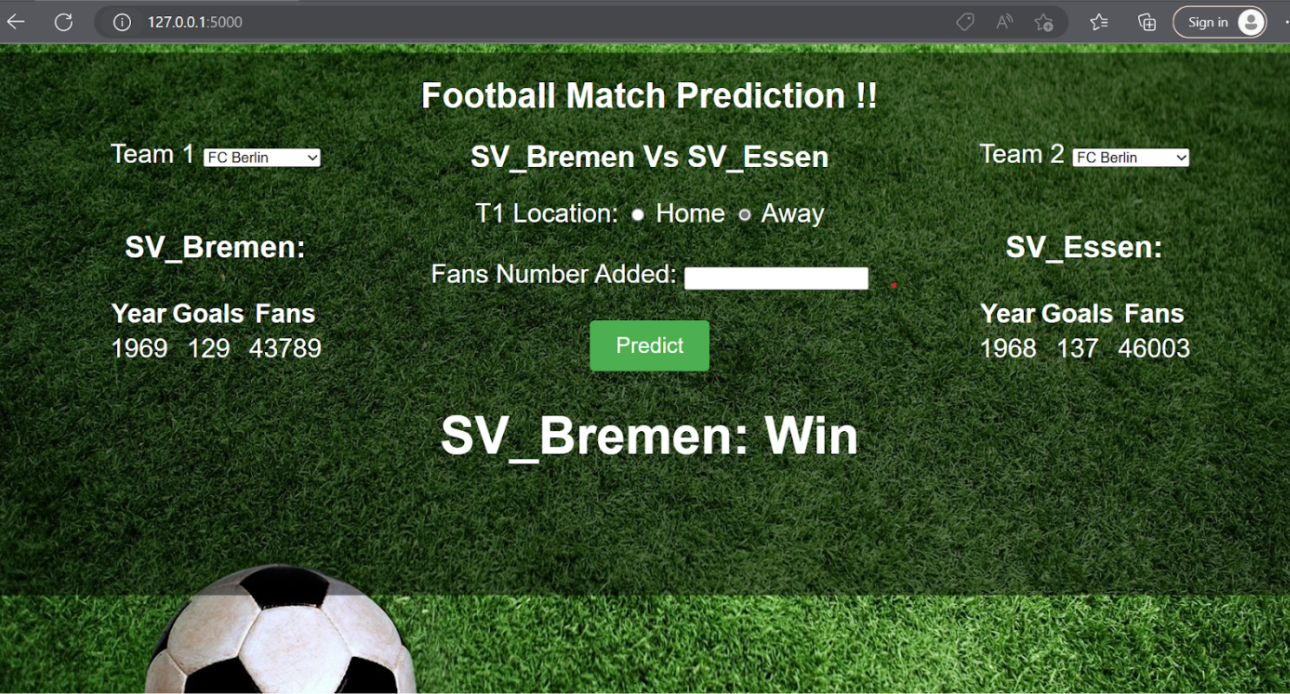 127.0.0.1:5000
Sign in
Football Match Prediction !!
Team 1 FC Berlin
SV_Bremen Vs SV_Essen
Team 2 FC Berlin
T1 Location: Home Away
SV_Bremen:
SV_Essen:
Fans Number Added:
Year Goals Fans
1969 129 43789
Year Goals Fans
1968 137 46003
Predict
SV_Bremen: Win